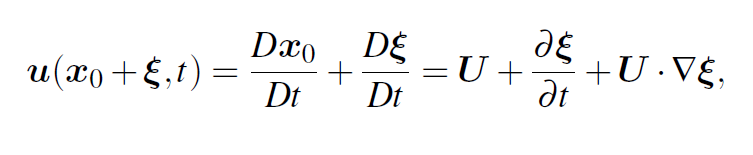 u(x₀ + ξ, t) = Dx₀/Dt + Dξ/Dt = U + ∂ξ/∂t + U · ∇ξ,